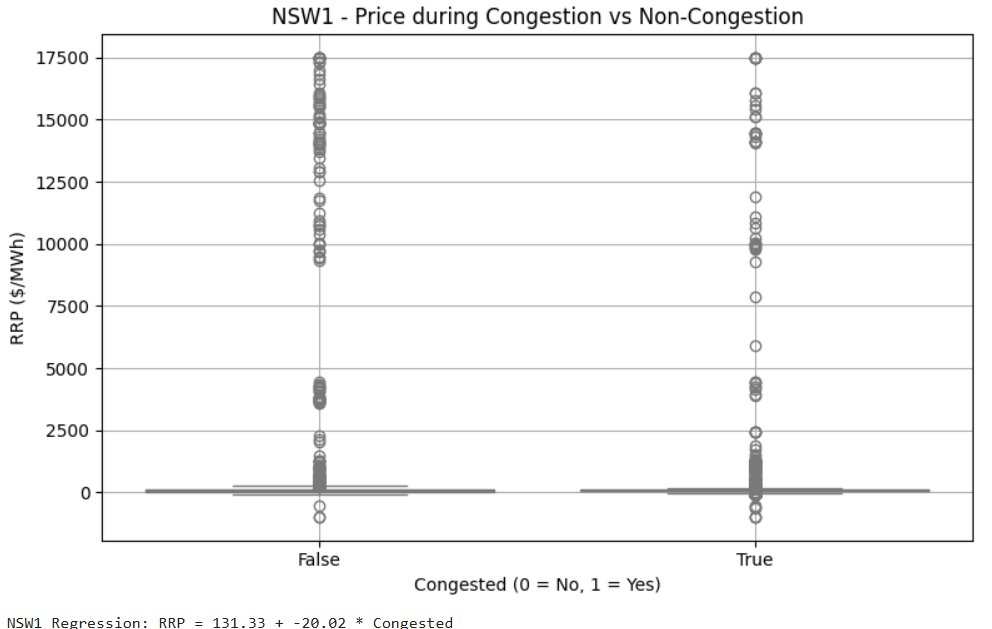 NSW1 - Price during Congestion vs Non-Congestion
17500
15000
12500
10000
7500
5000
2500
0
RRP ($/MWh)
False
True
Congested (0 = No, 1 = Yes)
NSW1 Regression: RRP = 131.33 + -20.02 * Congested